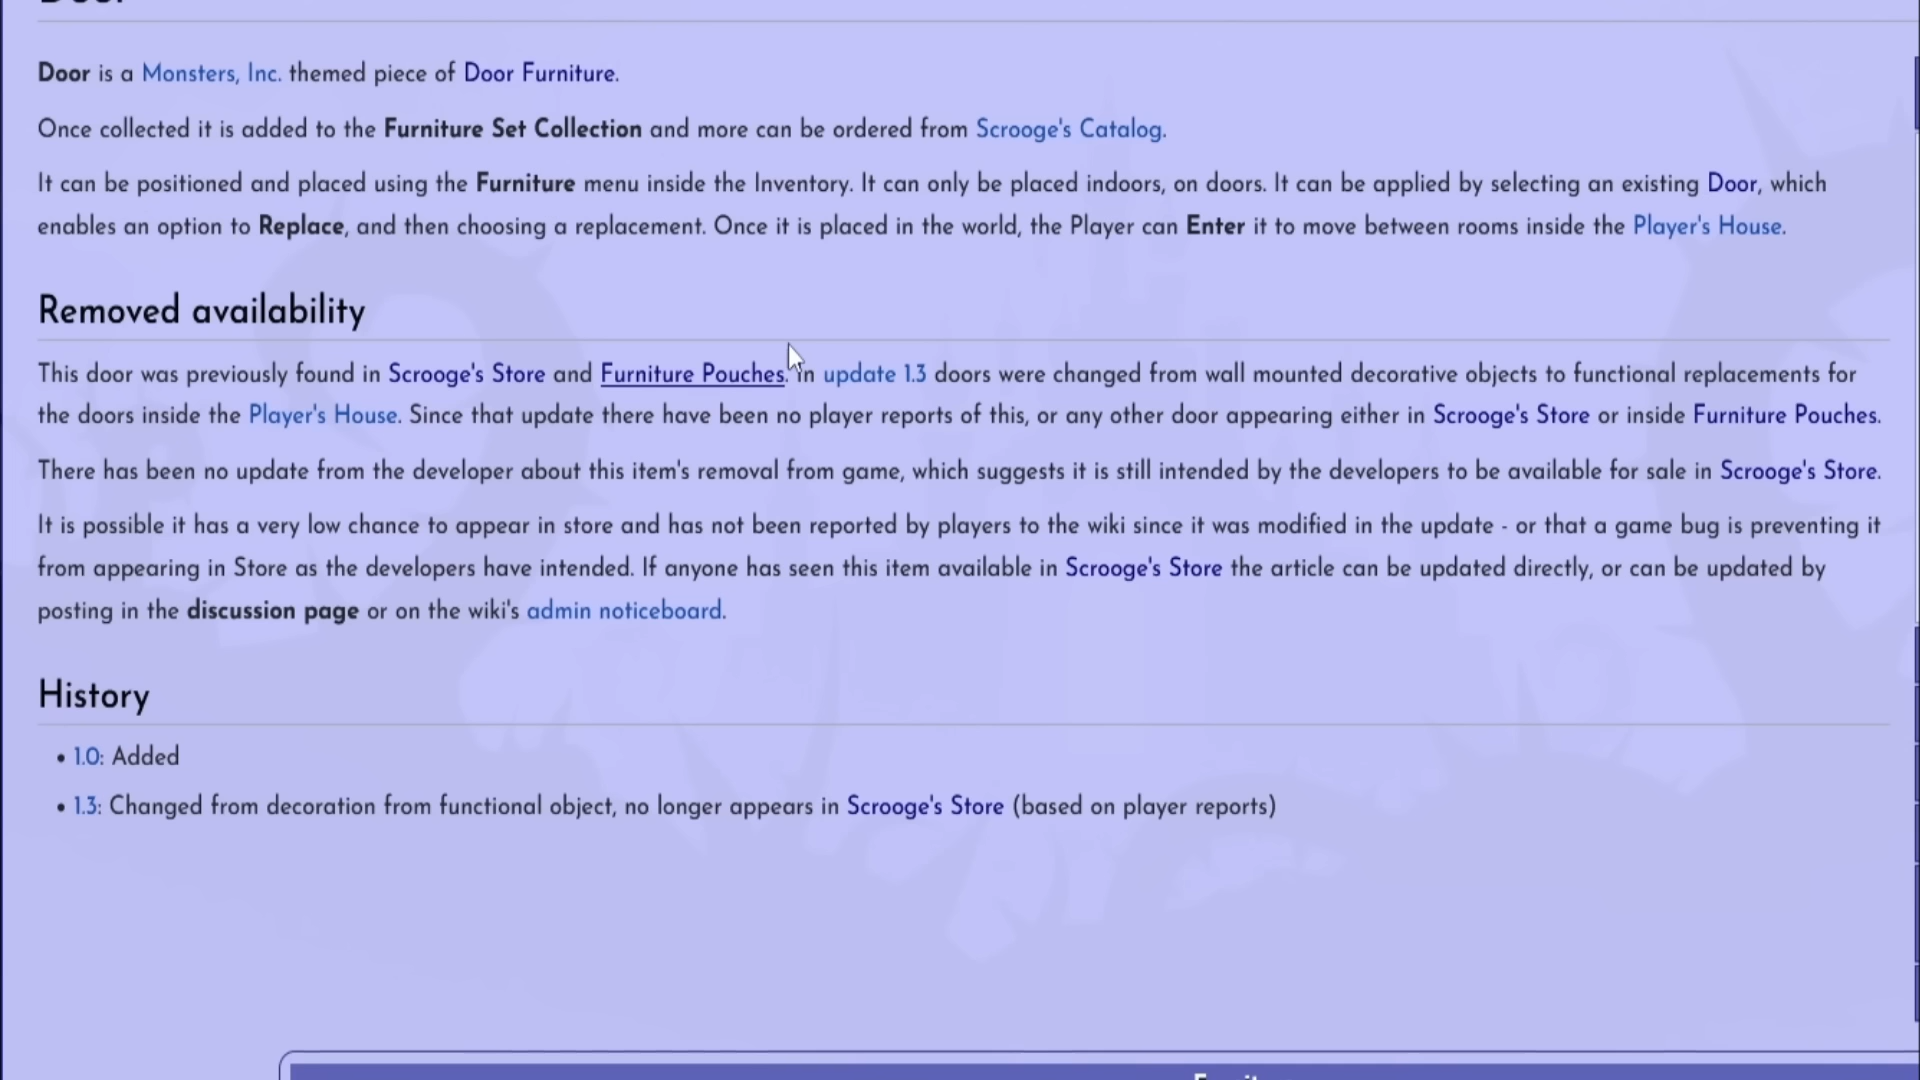 Door
Door is a Monsters, Inc. themed piece of Door Furniture.
Once collected it is added to the Furniture Set Collection and more can be ordered from Scrooge's Catalog.
It can be positioned and placed using the Furniture menu inside the Inventory. It can only be placed indoors, on doors. It can be applied by selecting an existing Door, which
enables an option to Replace, and then choosing a replacement. Once it is placed in the world, the Player can Enter it to move between rooms inside the Player's House.
Removed availability
This door was previously found in Scrooge's Store and Furniture Pouches. In update 1.3 doors were changed from wall mounted decorative objects to functional replacements for
the doors inside the Player's House. Since that update there have been no player reports of this, or any other door appearing either in Scrooge's Store or inside Furniture Pouches.
There has been no update from the developer about this item's removal from game, which suggests it is still intended by the developers to be available for sale in Scrooge's Store.
It is possible it has a very low chance to appear in store and has not been reported by players to the wiki since it was modified in the update - or that a game bug is preventing it
from appearing in Store as the developers have intended. If anyone has seen this item available in Scrooge's Store the article can be updated directly, or can be updated by
posting in the discussion page or on the wiki's admin noticeboard.
History
• 1.0: Added
• 1.3: Changed from decoration from functional object, no longer appears in Scrooge's Store (based on player reports)